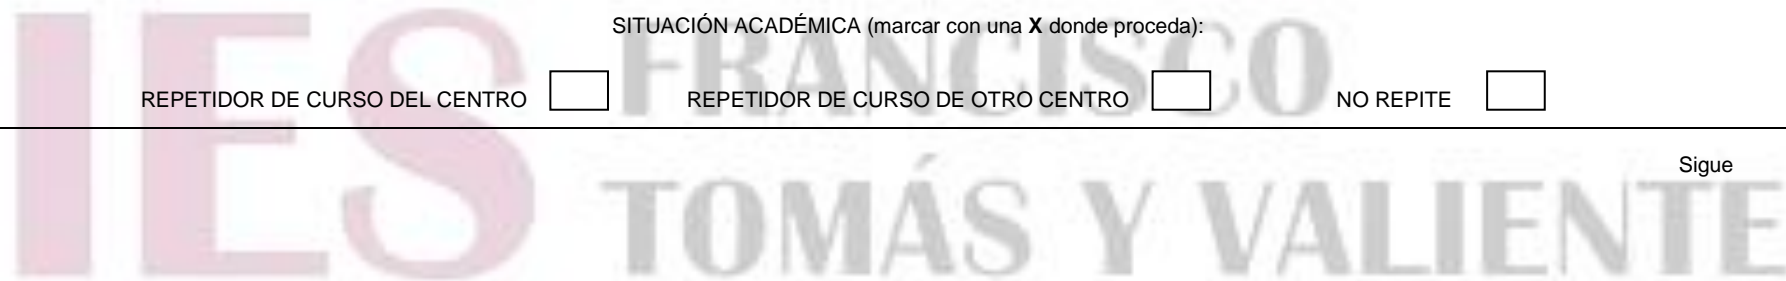 SITUACIÓN ACADÉMICA (marcar con una X donde proceda):
REPETIDOR DE CURSO DEL CENTRO REPETIDOR DE CURSO DE OTRO CENTRO NO REPITE
Sigue
IES FRANCISCO
TOMÁS Y VALIENTE